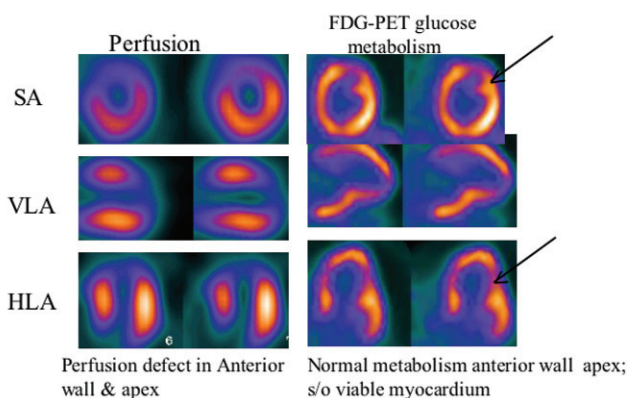 Perfusion
FDG-PET glucose
metabolism
SA
VLA
HLA
6
Perfusion defect in Anterior
wall & apex
Normal metabolism anterior wall apex;
s/o viable myocardium